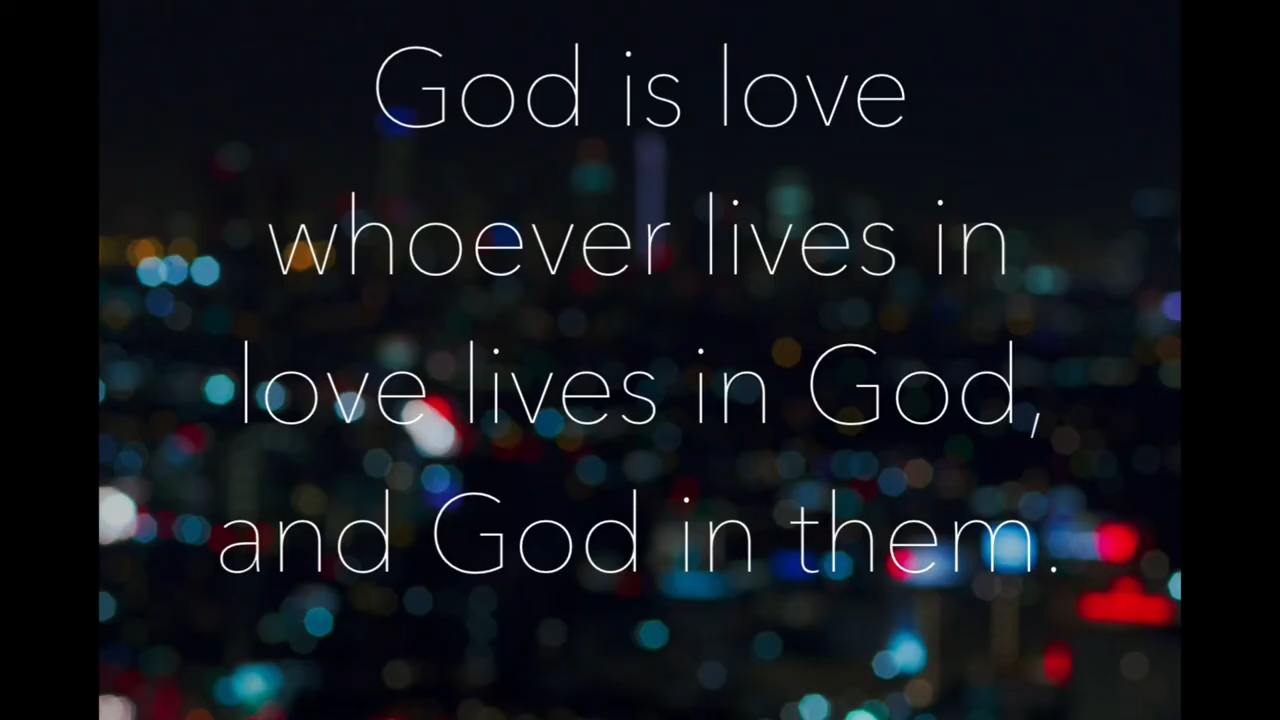 God is love
whoever lives in
love lives in God,
and God in them.